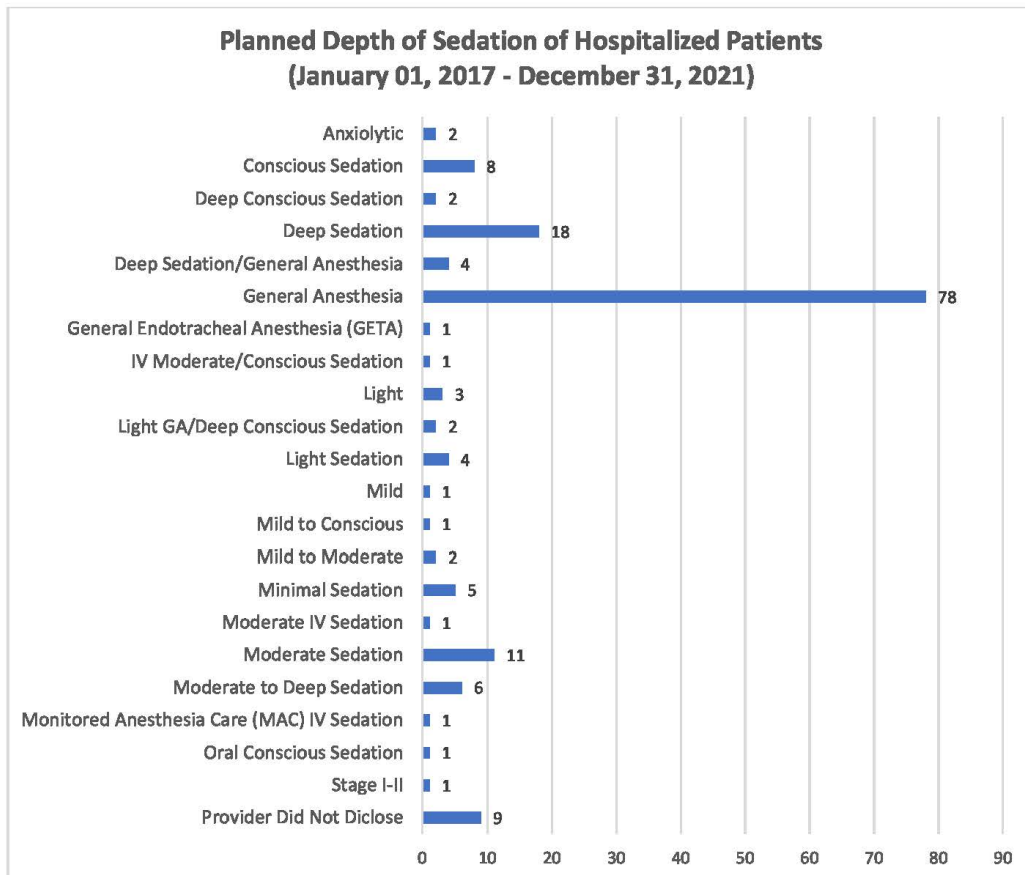 Planned Depth of Sedation of Hospitalized Patients
(January 01, 2017 - December 31, 2021)
Anxiolytic 2
Conscious Sedation 8
Deep Conscious Sedation 2
Deep Sedation 18
Deep Sedation/General Anesthesia 4
General Anesthesia 78
General Endotracheal Anesthesia (GETA) 1
IV Moderate/Conscious Sedation 1
Light 3
Light GA/Deep Conscious Sedation 2
Light Sedation 4
Mild 1
Mild to Conscious 1
Mild to Moderate 2
Minimal Sedation 5
Moderate IV Sedation 1
Moderate Sedation 11
Moderate to Deep Sedation 6
Monitored Anesthesia Care (MAC) IV Sedation 1
Oral Conscious Sedation 1
Stage I-II 1
Provider Did Not Diclose 9
0 10 20 30 40 50 60 70 80 90